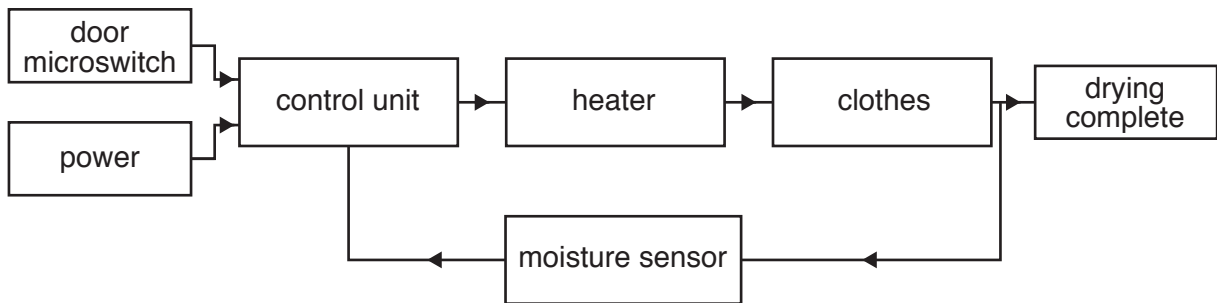 door
microswitch
power
control unit
heater
clothes
drying
complete
moisture sensor